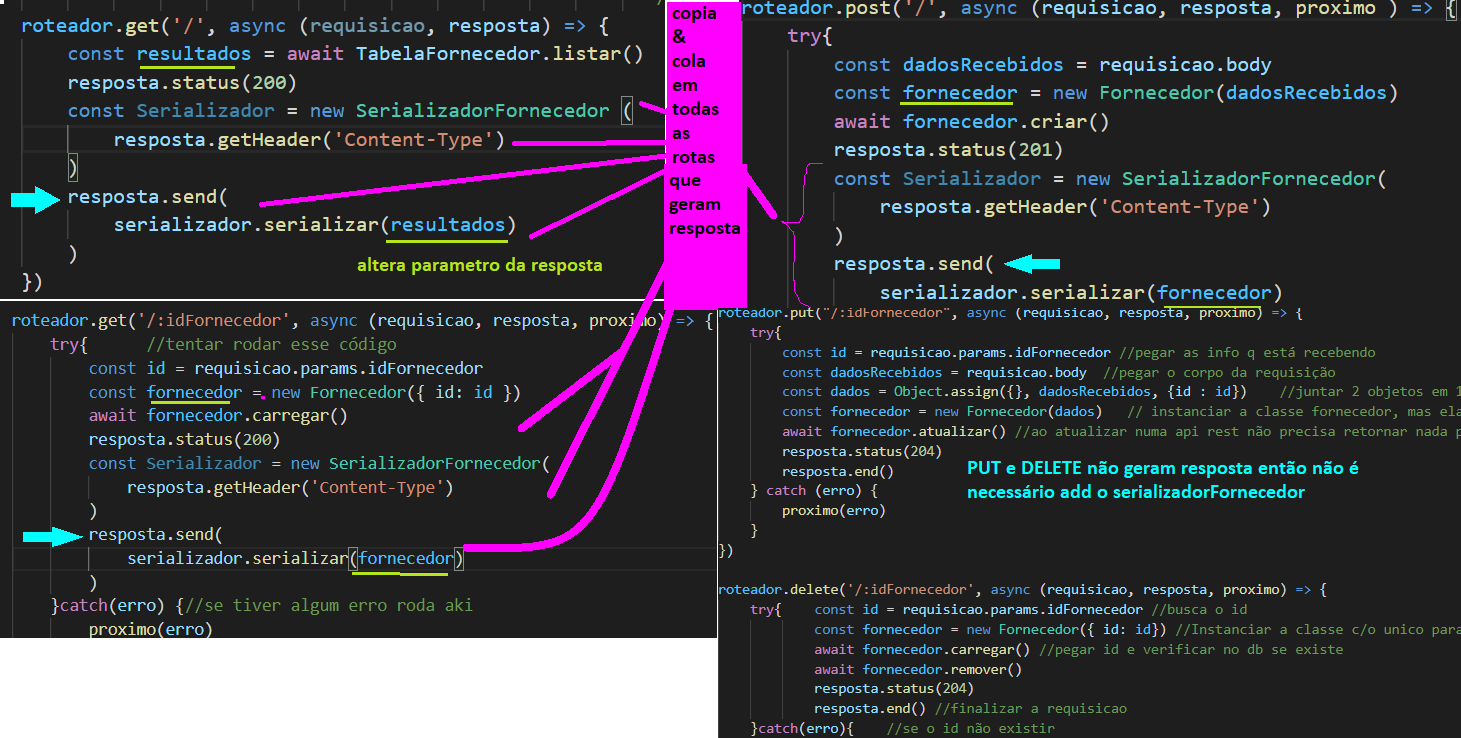 roteador.get('/', async (requisicao, resposta) => {
const resultados = await TabelaFornecedor.listar()
resposta.status(200)
const Serializador = new SerializadorFornecedor (
resposta.getHeader('Content-Type')
)
resposta.send(
serializador.serializar(resultados)
)
altera parametro da resposta
})
copia
&
cola
em
todas
as
rotas
que
geram
resposta
roteador.post('/', async (requisicao, resposta, proximo ) => {
try{
const dadosRecebidos = requisicao.body
const fornecedor = new Fornecedor(dadosRecebidos)
await fornecedor.criar()
resposta.status(201)
const Serializador = new SerializadorFornecedor(
resposta.getHeader('Content-Type')
)
resposta.send(
serializador.serializar(fornecedor)
roteador.get('/:idFornecedor', async (requisicao, resposta, proximo) => {
try{ //tentar rodar esse código
const id = requisicao.params.idFornecedor
const fornecedor = new Fornecedor({ id: id })
await fornecedor.carregar()
resposta.status(200)
const Serializador = new SerializadorFornecedor(
resposta.getHeader('Content-Type')
)
resposta.send(
serializador.serializar(fornecedor)
)
}catch(erro) {//se tiver algum erro roda aki
proximo(erro)
roteador.put("/:idFornecedor", async (requisicao, resposta, proximo) => {
try{
const id = requisicao.params.idFornecedor //pegar as info q está recebendo
const dadosRecebidos = requisicao.body //pegar o corpo da requisição
const dados = Object.assign({}, dadosRecebidos, {id : id}) //juntar 2 objetos em 1
const fornecedor = new Fornecedor(dados) // instanciar a classe fornecedor, mas ela
await fornecedor.atualizar() //ao atualizar numa api rest não precisa retornar nada p
resposta.status(204)
resposta.end()
PUT e DELETE não geram resposta então não é
necessário add o serializadorFornecedor
} catch (erro) {
proximo(erro)
}
})
roteador.delete('/:idFornecedor', async (requisicao, resposta, proximo) => {
try{ const id = requisicao.params.idFornecedor //busca o id
const fornecedor = new Fornecedor({ id: id}) //Instanciar a classe c/o unico para
await fornecedor.carregar() //pegar id e verificar no db se existe
await fornecedor.remover()
resposta.status(204)
resposta.end() //finalizar a requisicao
}catch(erro){ //se o id não existir